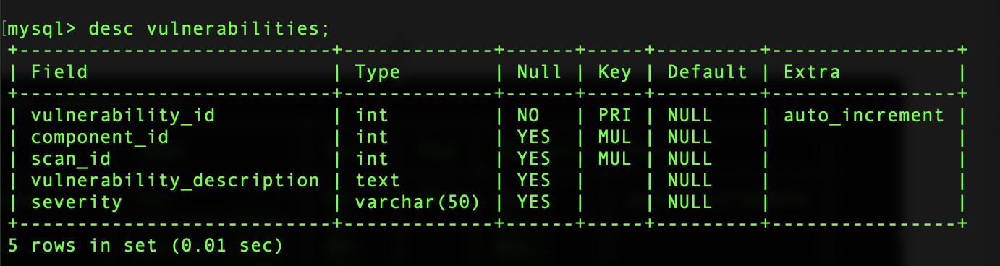 [mysql> desc vulnerabilities;
+---------------------------+-------------+------+-----+---------+----------------+
| Field                     | Type        | Null | Key | Default | Extra          |
+---------------------------+-------------+------+-----+---------+----------------+
| vulnerability_id          | int         | NO   | PRI | NULL    | auto_increment |
| component_id              | int         | YES  | MUL | NULL    |                |
| scan_id                   | int         | YES  | MUL | NULL    |                |
| vulnerability_description | text        | YES  |     | NULL    |                |
| severity                  | varchar(50) | YES  |     | NULL    |                |
+---------------------------+-------------+------+-----+---------+----------------+
5 rows in set (0.01 sec)